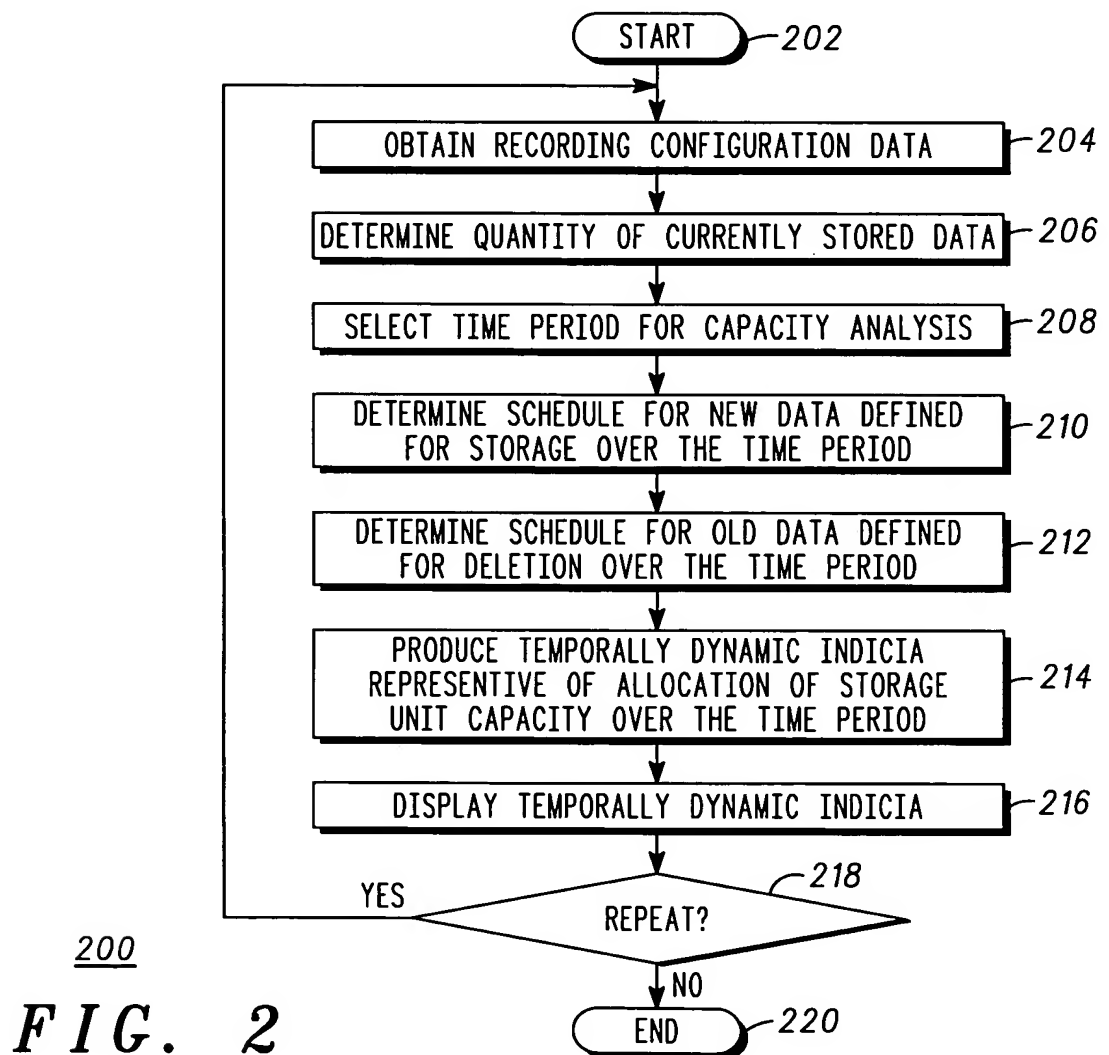 START
202
OBTAIN RECORDING CONFIGURATION DATA
204
DETERMINE QUANTITY OF CURRENTLY STORED DATA
206
SELECT TIME PERIOD FOR CAPACITY ANALYSIS
208
DETERMINE SCHEDULE FOR NEW DATA DEFINED
FOR STORAGE OVER THE TIME PERIOD
210
DETERMINE SCHEDULE FOR OLD DATA DEFINED
FOR DELETION OVER THE TIME PERIOD
212
PRODUCE TEMPORALLY DYNAMIC INDICIA
REPRESENTIVE OF ALLOCATION OF STORAGE
UNIT CAPACITY OVER THE TIME PERIOD
214
DISPLAY TEMPORALLY DYNAMIC INDICIA
216
218
YES
REPEAT?
NO
END
220
200
FIG. 2